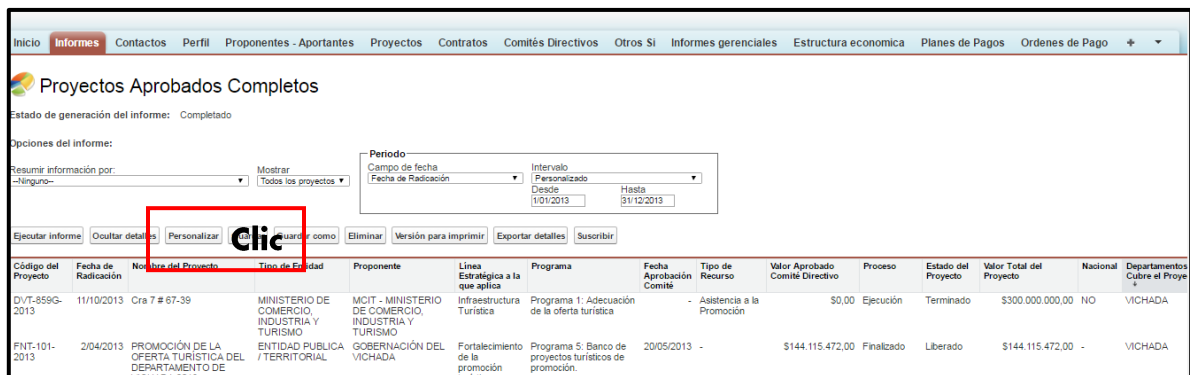 Inicio Informes Contactos Perfil Proponentes - Aportantes Proyectos Contratos Comités Directivos Otros Sí Informes gerenciales Estructura economica Planes de Pagos Ordenes de Pago +
Proyectos Aprobados Completos
Estado de generación del informe: Completado
Opciones del informe:
Resumir información por:
--Ninguno--
Mostrar
Todos los proyectos
Periodo
Campo de fecha
Fecha de Radicación
Intervalo
Personalizado
Desde Hasta
1/01/2013 31/12/2013
Ejecutar informe Ocultar detalles Personalizar Clic Guardar como Eliminar Versión para imprimir Exportar detalles Suscribir
Código del Fecha de Nombre del Proyecto Tipo de Entidad Proponente Línea Programa Fecha Tipo de Valor Aprobado Proceso Estado del Valor Total del Nacional Departamentos
Proyecto Radicación Estratégica a la Aprobación Recurso Comité Directivo Proyecto Proyecto Cubre el Proye
que aplica Comité
DVT-859G- 11/10/2013 Cra 7 # 67-39 MINISTERIO DE MCIT - MINISTERIO Infraestructura Programa 1: Adecuación - Asistencia a la $0,00 Ejecución Terminado $300.000.000,00 NO VICHADA
2013 COMERCIO, DE COMERCIO, Turística de la oferta turística Promoción
INDUSTRIA Y INDUSTRIA Y
TURISMO TURISMO
FNT-101- 2/04/2013 PROMOCIÓN DE LA ENTIDAD PUBLICA GOBERNACIÓN DEL Fortalecimiento Programa 5: Banco de 20/05/2013 - $144.115.472,00 Finalizado Liberado $144.115.472,00 - VICHADA
2013 OFERTA TURÍSTICA DEL / TERRITORIAL VICHADA de la proyectos turísticos de
DEPARTAMENTO DE promoción promoción.